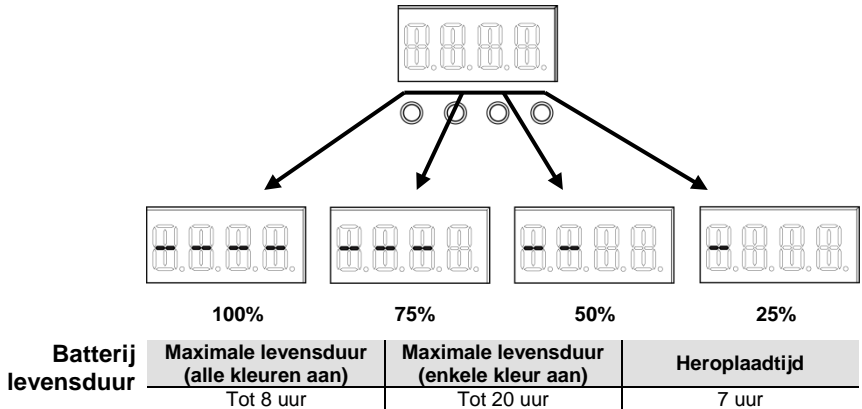 100% 75% 50% 25%
Batterij levensduur
Maximale levensduur (alle kleuren aan)
Maximale levensduur (enkele kleur aan)
Heroplaadtijd
Tot 8 uur
Tot 20 uur
7 uur